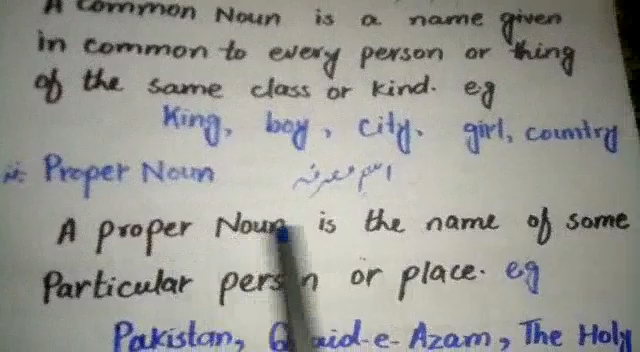 A Common Noun is a name given
in common to every person or thing
of the same class or kind. eg
King, boy, city, girl, country
ii: Proper Noun اسم معرفہ
A proper Noun is the name of some
Particular person or place. eg
Pakistan, Quaid-e-Azam, The Holy